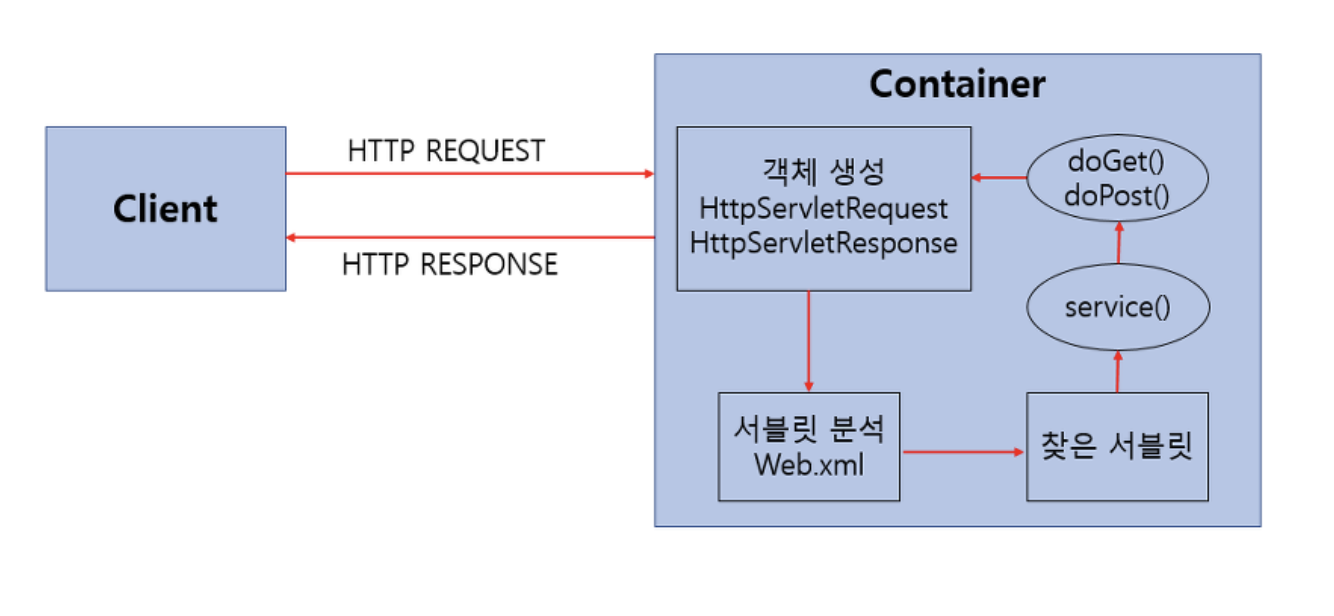 Container
Client
HTTP REQUEST
HTTP RESPONSE
객체 생성
HttpServletRequest
HttpServletResponse
doGet()
doPost()
service()
서블릿 분석
Web.xml
찾은 서블릿